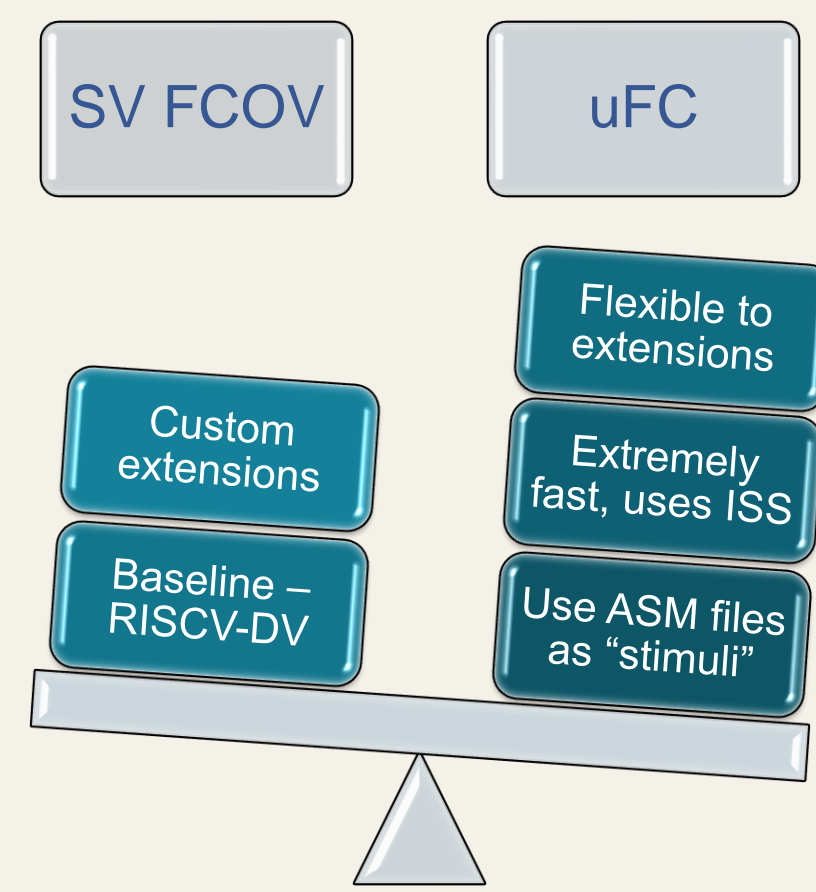 SV FCOV
uFC
Custom
extensions
Baseline –
RISCV-DV
Flexible to
extensions
Extremely
fast, uses ISS
Use ASM files
as “stimuli”